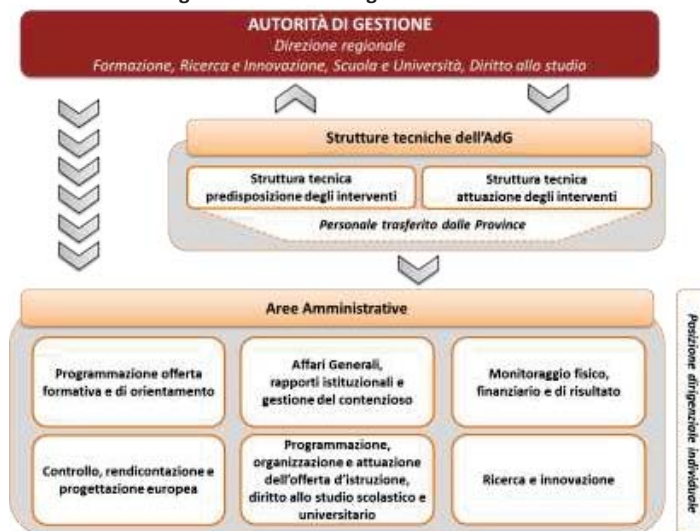 AUTORITÀ DI GESTIONE
Direzione regionale
Formazione, Ricerca e Innovazione, Scuola e Università, Diritto allo studio
Strutture tecniche dell'AdG
Struttura tecnica
predisposizione degli interventi
Struttura tecnica
attuazione degli interventi
Personale trasferito dalle Province
Aree Amministrative
Programmazione offerta
formativa e di orientamento
Affari Generali,
rapporti istituzionali e
gestione del contenzioso
Monitoraggio fisico,
finanziario e di risultato
Controllo, rendicontazione e
progettazione europea
Programmazione,
organizzazione e attuazione
dell'offerta d'istruzione,
diritto allo studio scolastico e
universitario
Ricerca e innovazione
Posizione dirigenziale individuale